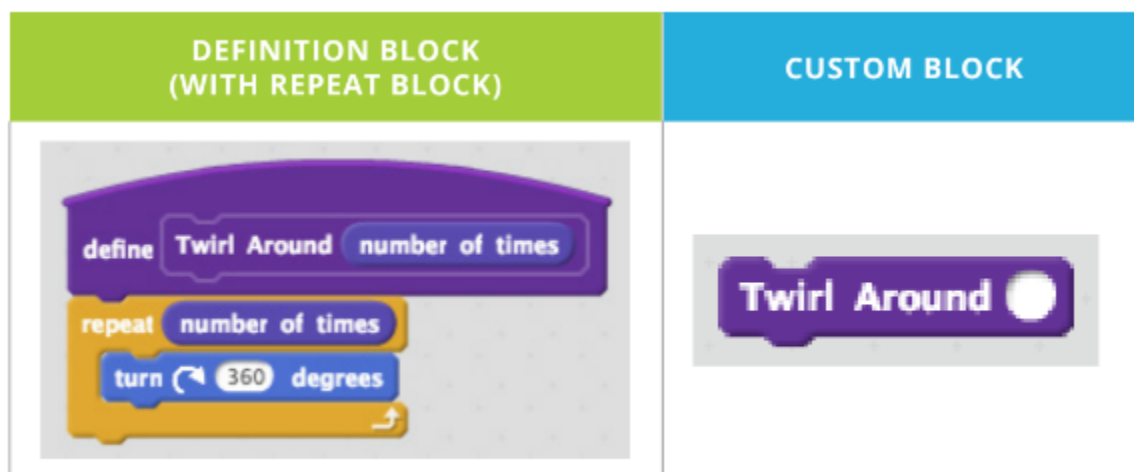 DEFINITION BLOCK
(WITH REPEAT BLOCK)
CUSTOM BLOCK
define Twirl Around number of times
repeat number of times
turn 360 degrees
Twirl Around